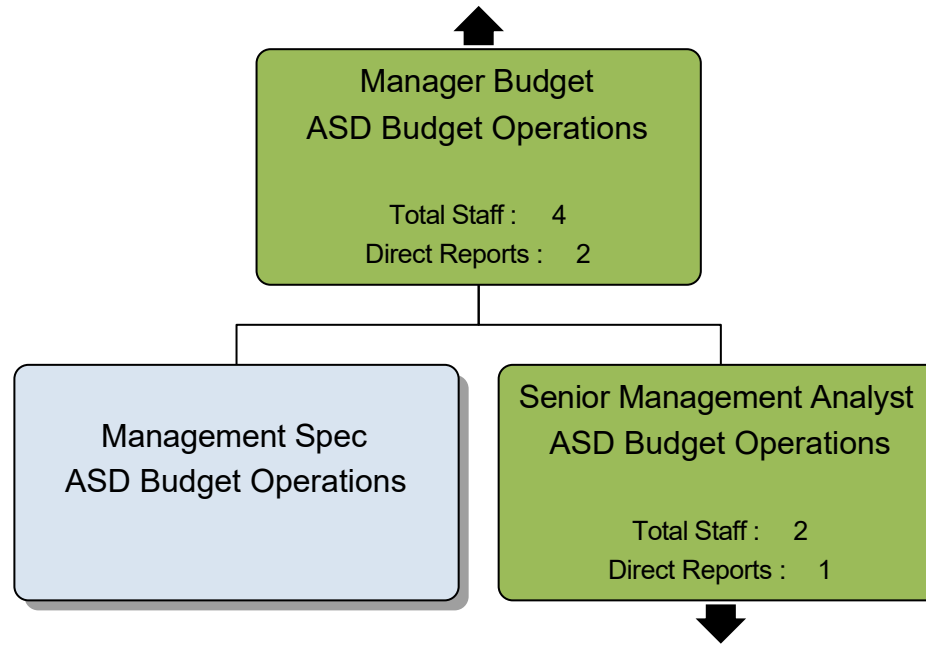 Manager Budget
ASD Budget Operations
Total Staff : 4
Direct Reports : 2
Management Spec
ASD Budget Operations
Senior Management Analyst
ASD Budget Operations
Total Staff : 2
Direct Reports : 1